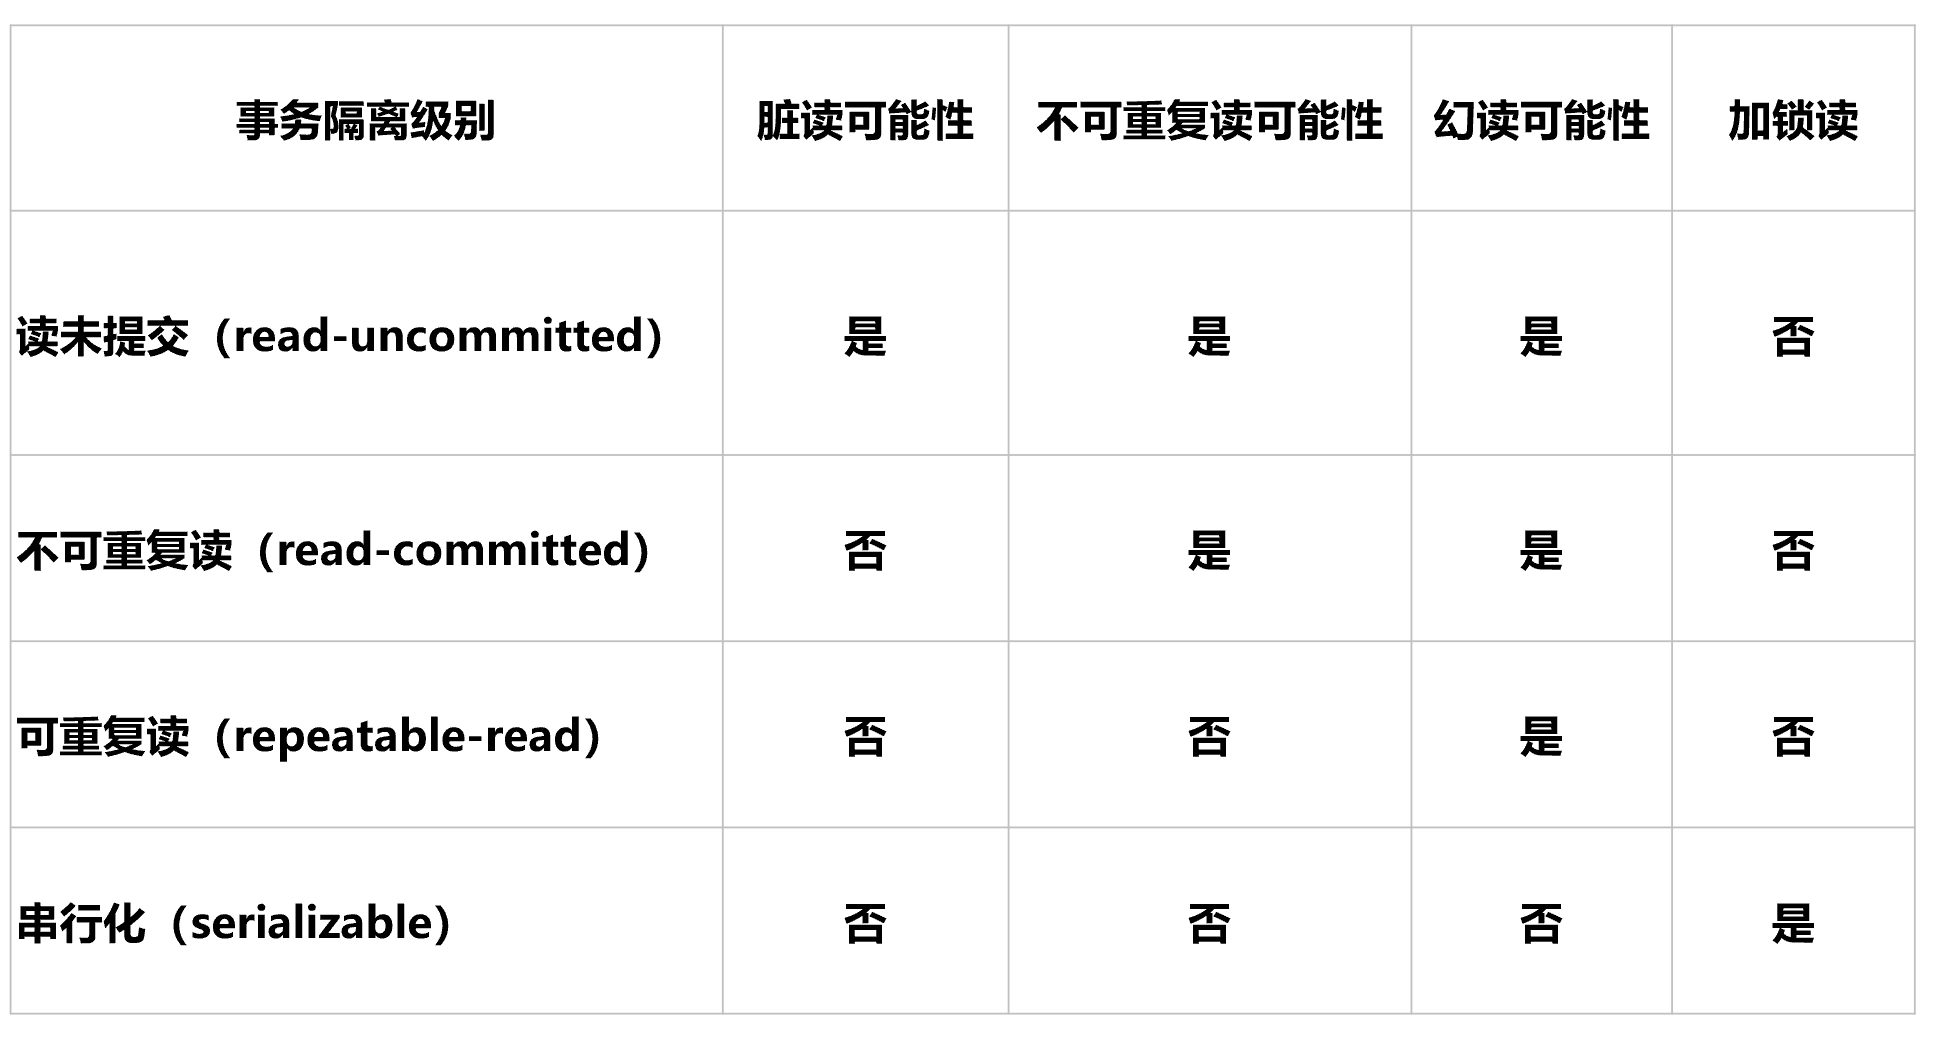 事务隔离级别 脏读可能性 不可重复读可能性 幻读可能性 加锁读
读未提交（read-uncommitted） 是 是 是 否
不可重复读（read-committed） 否 是 是 否
可重复读（repeatable-read） 否 否 是 否
串行化（serializable） 否 否 否 是